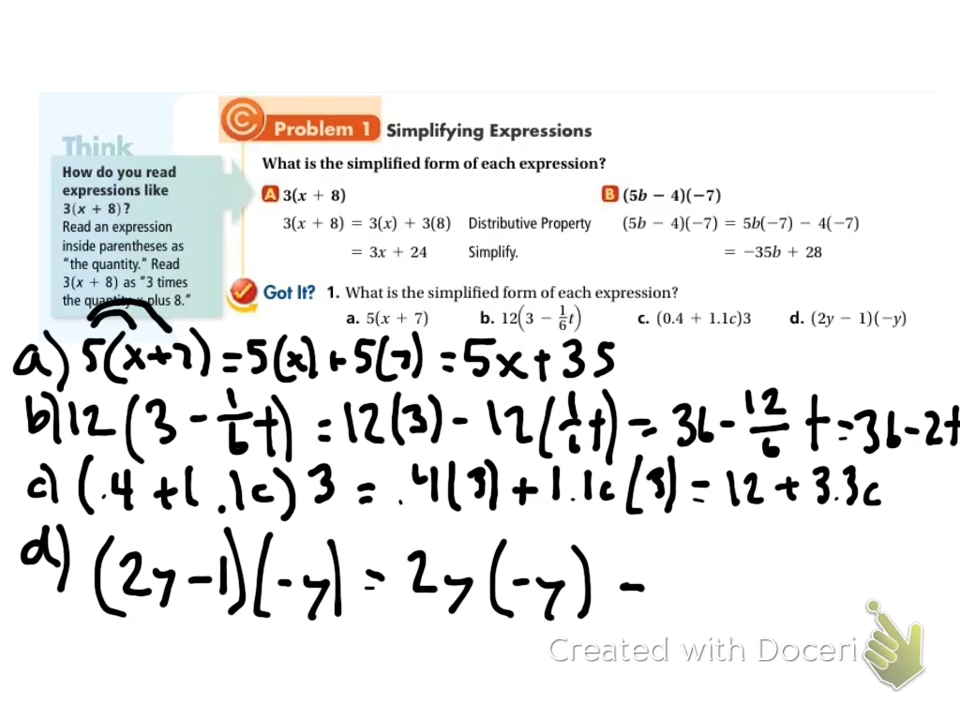 Think
How do you read
expressions like
3(x + 8)?
Read an expression
inside parentheses as
"the quantity." Read
3(x + 8) as "3 times
the quantity x plus 8."
C Problem 1 Simplifying Expressions
What is the simplified form of each expression?
A 3(x + 8)
3(x + 8) = 3(x) + 3(8) Distributive Property
= 3x + 24 Simplify.
B (5b − 4)(−7)
(5b − 4)(−7) = 5b(−7) − 4(−7)
= −35b + 28
Got It? 1. What is the simplified form of each expression?
a. 5(x + 7) b. 12(3 − 1/6 t) c. (0.4 + 1.1c)3 d. (2y − 1)(−y)
a) 5(x+7) = 5(x) + 5(7) = 5x + 35
b) 12(3 − 1/6 t) = 12(3) − 12(1/6 t) = 36 − 12/6 t = 36 − 2t
c) (.4 + 1.1c)3 = .4(3) + 1.1c(3) = 12 + 3.3c
d) (2y − 1)(−y) = 2y(−y) −
Created with Doceri